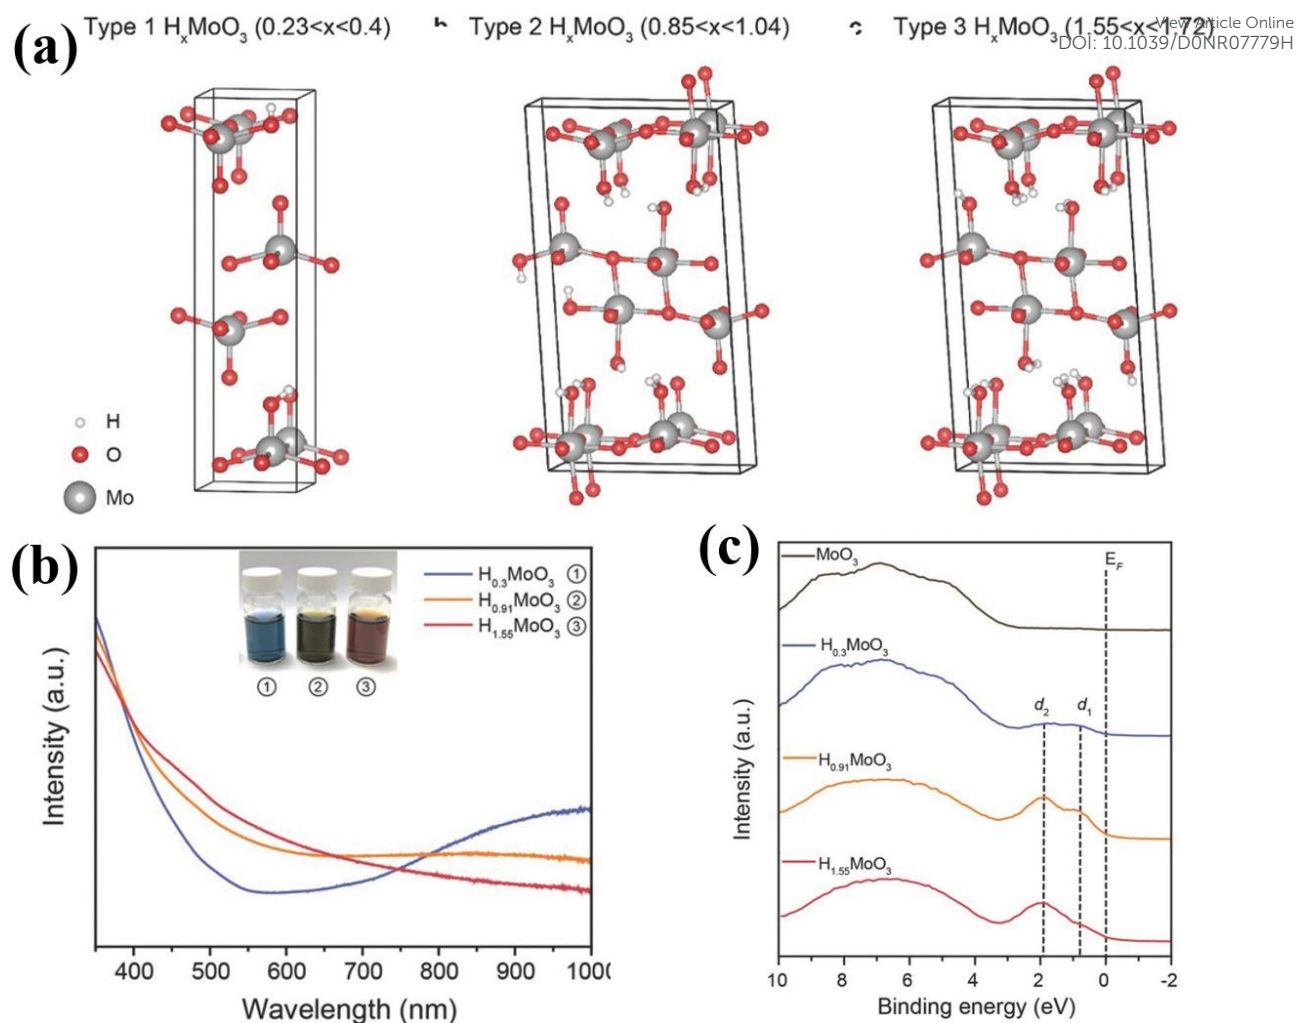 View Article Online
DOI: 10.1039/D0NR07779H
(a)
Type 1 HₓMoO₃ (0.23<x<0.4)
Type 2 HₓMoO₃ (0.85<x<1.04)
c
Type 3 HₓMoO₃ (1.55<x<1.72)
H
O
Mo
(b)
H₀.₃MoO₃ ①
H₀.₉₁MoO₃ ②
H₁.₅₅MoO₃ ③
① ② ③
Intensity (a.u.)
400 500 600 700 800 900 1000
Wavelength (nm)
(c)
MoO₃
E_F
H₀.₃MoO₃
d₂ d₁
H₀.₉₁MoO₃
H₁.₅₅MoO₃
Intensity (a.u.)
10 8 6 4 2 0 -2
Binding energy (eV)